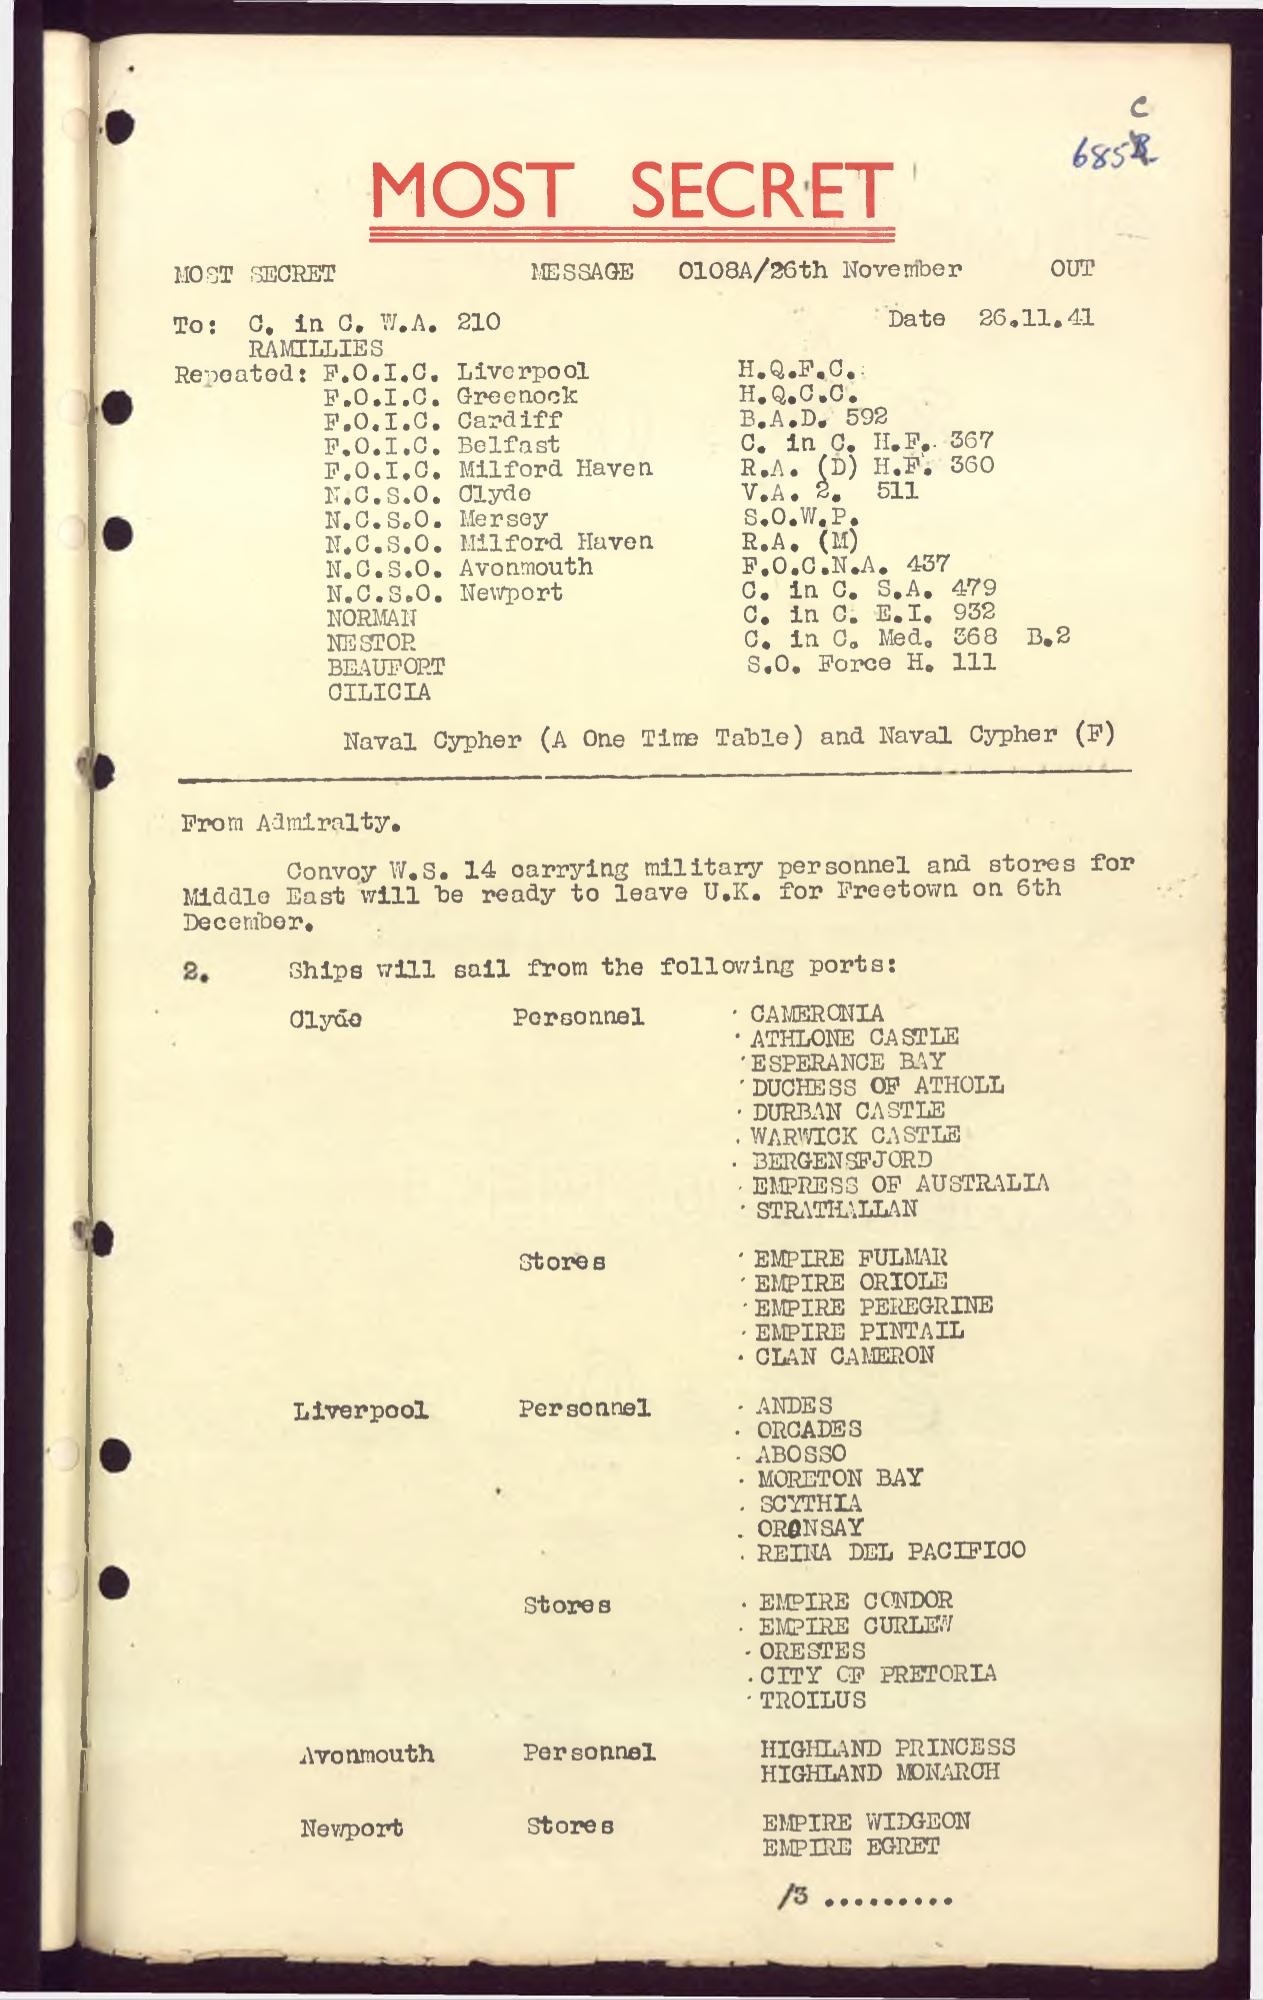 C
685
MOST SECRET
MOST SECRET MESSAGE 0108A/26th November OUT
To: C. in C. W.A. 210 Date 26.11.41
RAMILLIES
Repeated: F.O.I.C. Liverpool H.Q.F.C.
F.O.I.C. Greenock H.Q.C.C.
F.O.I.C. Cardiff B.A.D. 592
F.O.I.C. Belfast C. in C. H.F. 367
F.O.I.C. Milford Haven R.A. (D) H.F. 360
N.C.S.O. Clyde V.A. 2. 511
N.C.S.O. Mersey S.O.W.P.
N.C.S.O. Milford Haven R.A. (M)
N.C.S.O. Avonmouth F.O.C.N.A. 437
N.C.S.O. Newport C. in C. S.A. 479
NORMAN C. in C. E.I. 932
NESTOR C. in C. Med. 368 B.2
BEAUFORT S.O. Force H. 111
CILICIA
Naval Cypher (A One Time Table) and Naval Cypher (F)
From Admiralty.
Convoy W.S. 14 carrying military personnel and stores for
Middle East will be ready to leave U.K. for Freetown on 6th
December.
2. Ships will sail from the following ports:
Clyde Personnel CAMERONIA
ATHLONE CASTLE
ESPERANCE BAY
DUCHESS OF ATHOLL
DURBAN CASTLE
WARWICK CASTLE
BERGENSFJORD
EMPRESS OF AUSTRALIA
STRATHALLAN
Stores EMPIRE FULMAR
EMPIRE ORIOLE
EMPIRE PEREGRINE
EMPIRE PINTAIL
CLAN CAMERON
Liverpool Personnel ANDES
ORCADES
ABOSSO
MORETON BAY
SCYTHIA
ORONSAY
REINA DEL PACIFICO
Stores EMPIRE CONDOR
EMPIRE CURLEW
ORESTES
CITY OF PRETORIA
TROILUS
Avonmouth Personnel HIGHLAND PRINCESS
HIGHLAND MONARCH
Newport Stores EMPIRE WIDGEON
EMPIRE EGRET
/3 .........